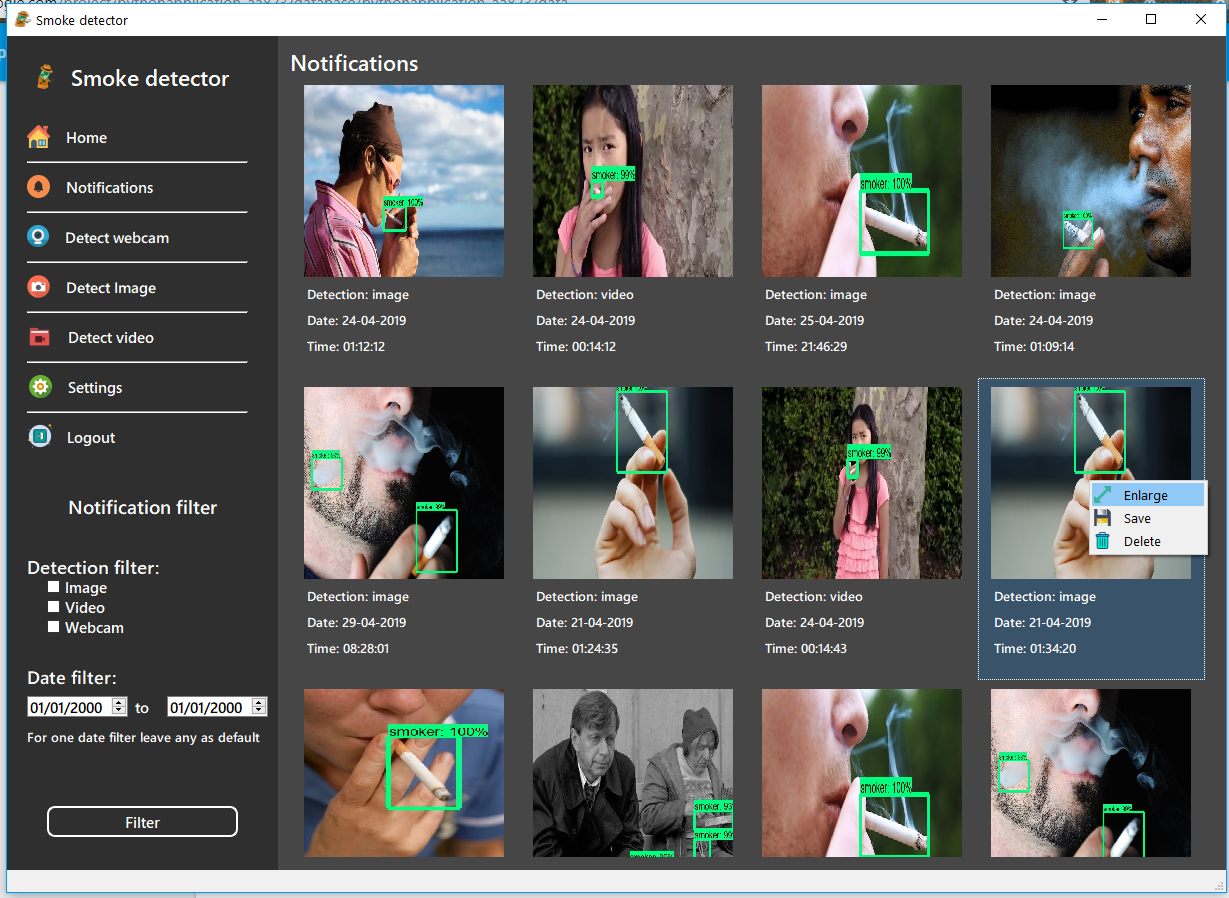 Smoke detector
Smoke detector
Home
Notifications
Detect webcam
Detect Image
Detect video
Settings
Logout
Notification filter
Detection filter:
Image
Video
Webcam
Date filter:
01/01/2000 to 01/01/2000
For one date filter leave any as default
Filter
Notifications
smoker: 100%
smoker: 99%
smoker: 100%
Detection: image
Date: 24-04-2019
Time: 01:12:12
Detection: video
Date: 24-04-2019
Time: 00:14:12
Detection: image
Date: 25-04-2019
Time: 21:46:29
Detection: image
Date: 24-04-2019
Time: 01:09:14
smoker: 99%
Enlarge
Save
Delete
Detection: image
Date: 29-04-2019
Time: 08:28:01
Detection: image
Date: 21-04-2019
Time: 01:24:35
Detection: video
Date: 24-04-2019
Time: 00:14:43
Detection: image
Date: 21-04-2019
Time: 01:34:20
smoker: 100%
smoker:
smoker: 99
smoker: 100%